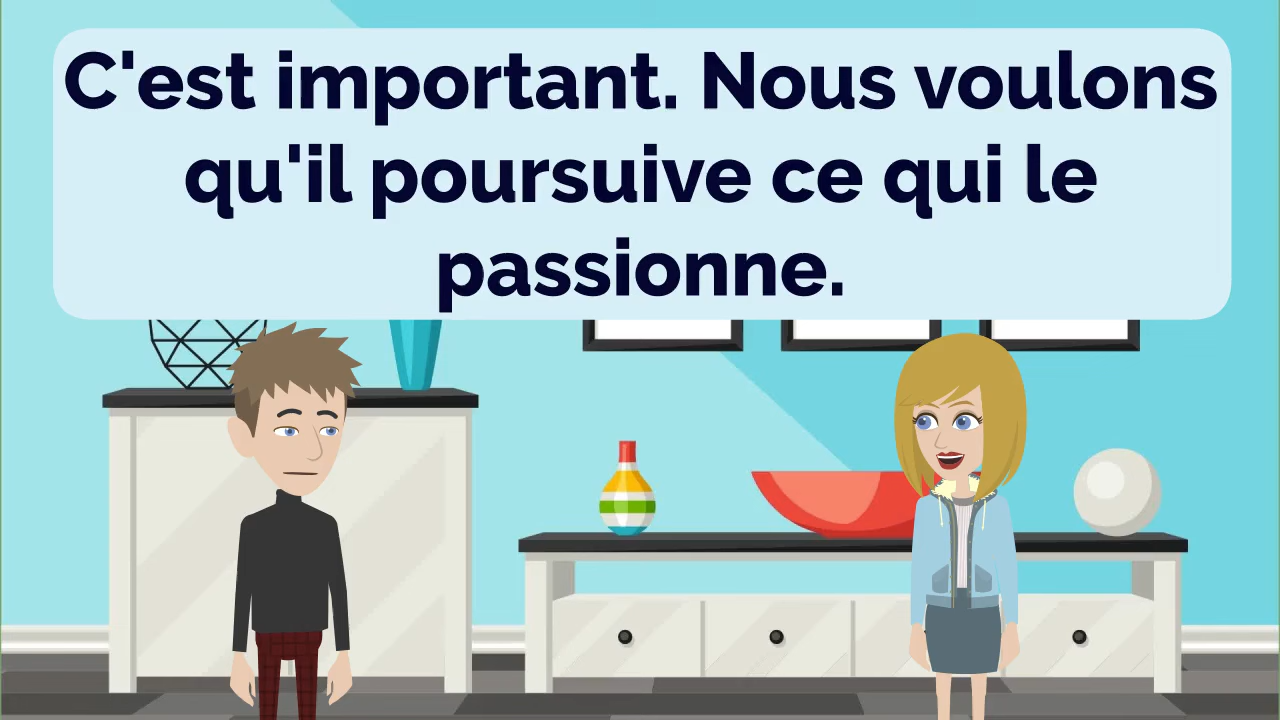 C'est important. Nous voulons
qu'il poursuive ce qui le
passionne.